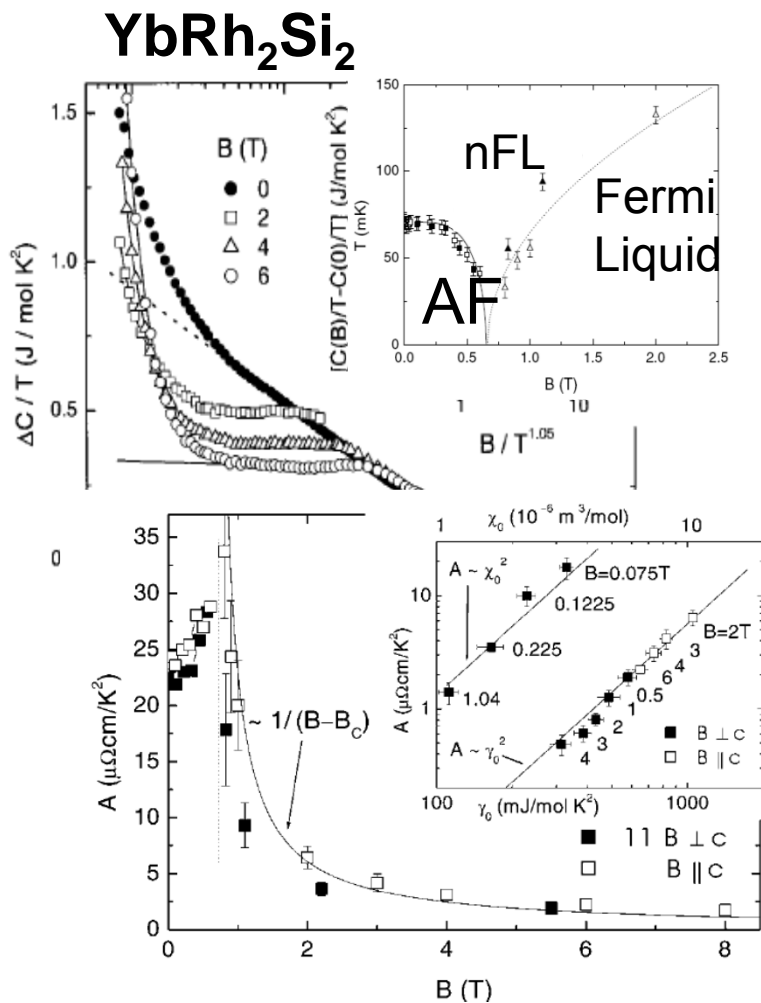 YbRh₂Si₂
1.5
1.0
0.5
ΔC / T (J / mol K²)
B (T)
0
2
4
6
[C(B)/T-C(0)/T] (J/mol K²)
150
100
50
0
T (mK)
nFL
Fermi
Liquid
AF
0.0 0.5 1.0 1.5 2.0 2.5
B (T)
1 10
B / T^1.05
0
35
30
25
20
15
10
5
0
A (μΩcm/K²)
~ 1/(B−B_C)
0 2 4 6 8
B (T)
11 B ⊥ c
B || c
χ₀ (10⁻⁶ m³/mol)
1 10
10
1
A (μΩcm/K²)
A ~ χ₀²
B=0.075T
0.1225
0.225
1.04
B=2T
3
4
6
0.5
1
2
3
4
A ~ γ₀²
B ⊥ c
B || c
100 1000
γ₀ (mJ/mol K²)